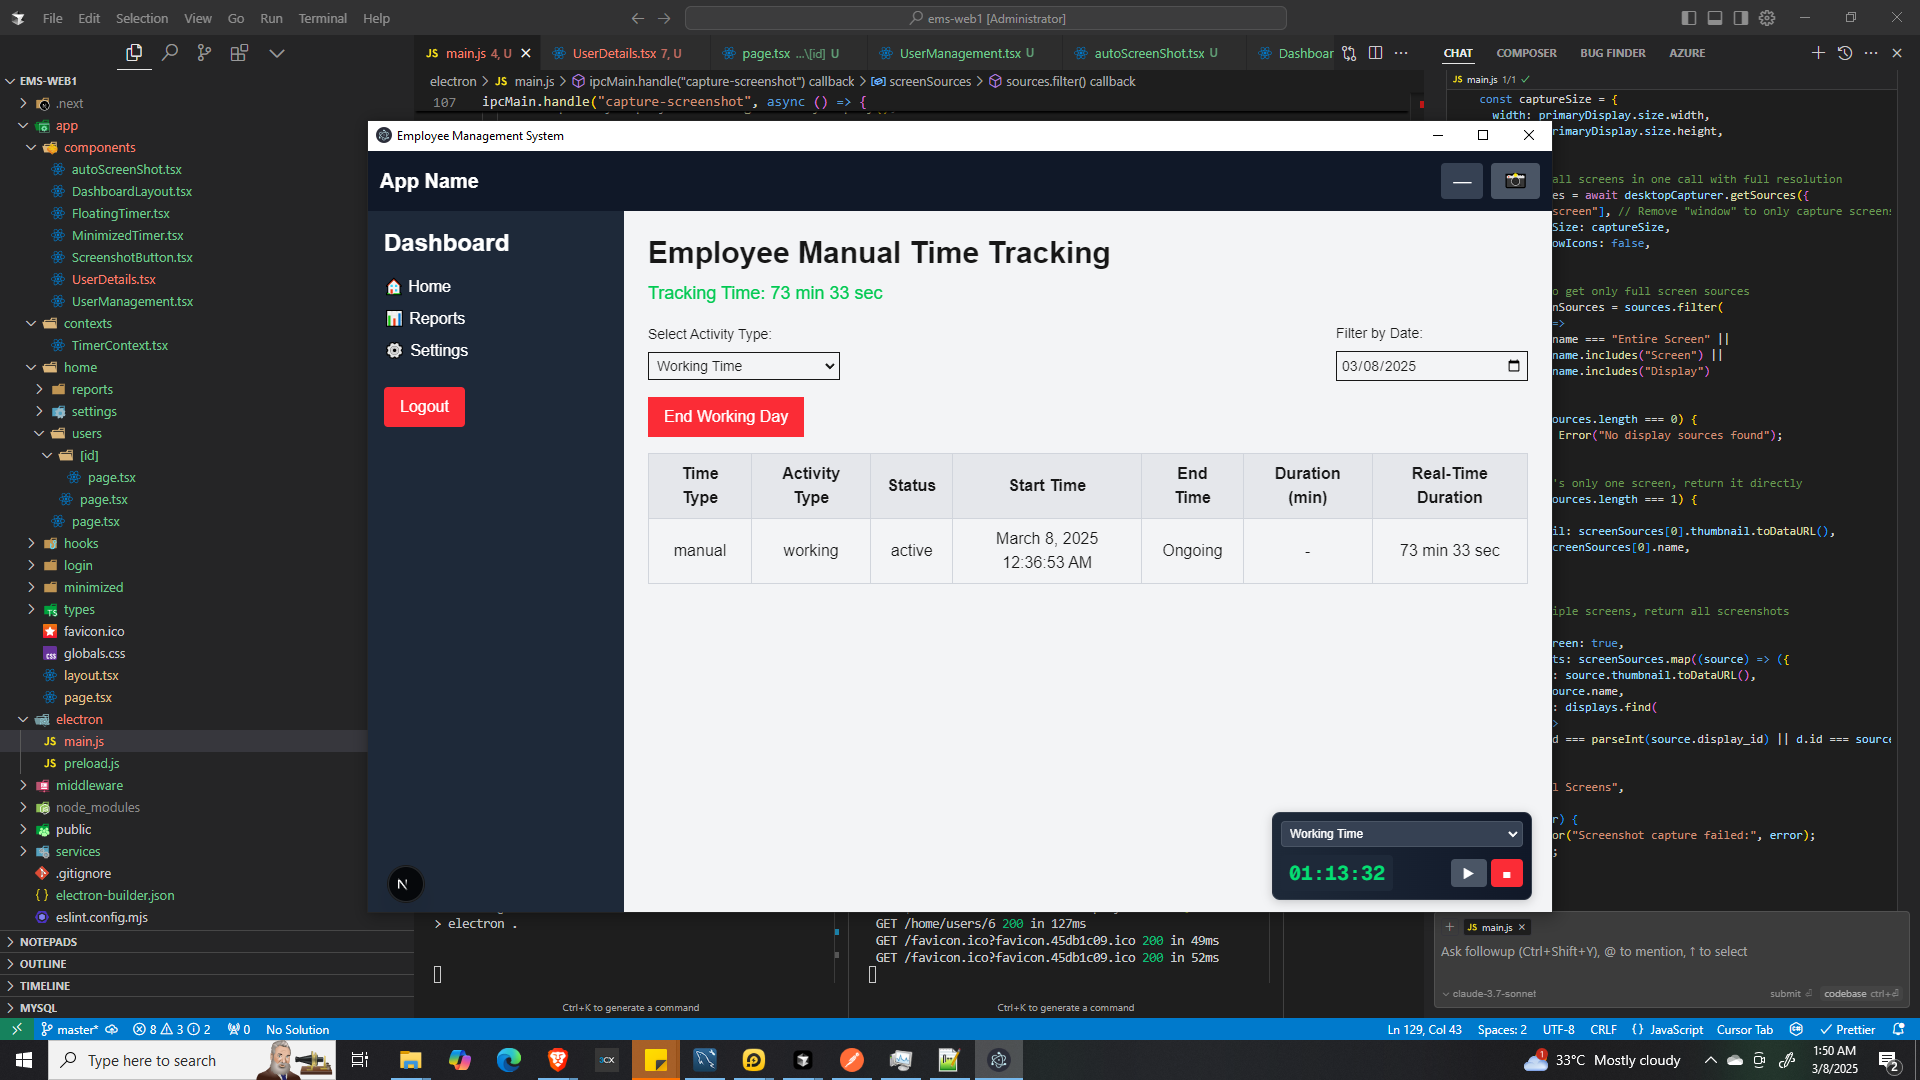 File Edit Selection View Go Run Terminal Help
ems-web1 [Administrator]
EMS-WEB1
.next
app
components
autoScreenShot.tsx
DashboardLayout.tsx
FloatingTimer.tsx
MinimizedTimer.tsx
ScreenshotButton.tsx
UserDetails.tsx
UserManagement.tsx
contexts
TimerContext.tsx
home
reports
settings
users
[id]
page.tsx
page.tsx
page.tsx
hooks
login
minimized
types
favicon.ico
globals.css
layout.tsx
page.tsx
electron
main.js
preload.js
middleware
node_modules
public
services
.gitignore
electron-builder.json
eslint.config.mjs
NOTEPADS
OUTLINE
TIMELINE
MYSQL
JS main.js 4, U
UserDetails.tsx 7, U
page.tsx ...\[id] U
UserManagement.tsx U
autoScreenShot.tsx U
Dashboar
electron > JS main.js > ipcMain.handle("capture-screenshot") callback > screenSources > sources.filter() callback
107 ipcMain.handle("capture-screenshot", async () => {
Employee Management System
App Name
Dashboard
Home
Reports
Settings
Logout
N
Employee Manual Time Tracking
Tracking Time: 73 min 33 sec
Select Activity Type:
Working Time
Filter by Date:
03/08/2025
End Working Day
Time Type Activity Type Status Start Time End Time Duration (min) Real-Time Duration
manual working active March 8, 2025 12:36:53 AM Ongoing - 73 min 33 sec
Working Time
01:13:32
> electron .
Ctrl+K to generate a command
GET /home/users/6 200 in 127ms
GET /favicon.ico?favicon.45db1c09.ico 200 in 49ms
GET /favicon.ico?favicon.45db1c09.ico 200 in 52ms
Ctrl+K to generate a command
CHAT COMPOSER BUG FINDER AZURE
JS main.js 1/1
const captureSize = {
width: primaryDisplay.size.width,
rimaryDisplay.size.height,
all screens in one call with full resolution
es = await desktopCapturer.getSources({
screen"], // Remove "window" to only capture screens
Size: captureSize,
owIcons: false,
o get only full screen sources
nSources = sources.filter(
=>
name === "Entire Screen" ||
name.includes("Screen") ||
name.includes("Display")
ources.length === 0) {
Error("No display sources found");
's only one screen, return it directly
ources.length === 1) {
il: screenSources[0].thumbnail.toDataURL(),
creenSources[0].name,
iple screens, return all screenshots
reen: true,
ts: screenSources.map((source) => ({
: source.thumbnail.toDataURL(),
ource.name,
: displays.find(
>
d === parseInt(source.display_id) || d.id === source
l Screens",
r) {
or("Screenshot capture failed:", error);
;
JS main.js
Ask followup (Ctrl+Shift+Y), @ to mention, ↑ to select
claude-3.7-sonnet
submit codebase ctrl+
master* 8 3 2 0 No Solution
Ln 129, Col 43 Spaces: 2 UTF-8 CRLF { } JavaScript Cursor Tab Prettier
Type here to search
1
33°C Mostly cloudy
1:50 AM
3/8/2025
2